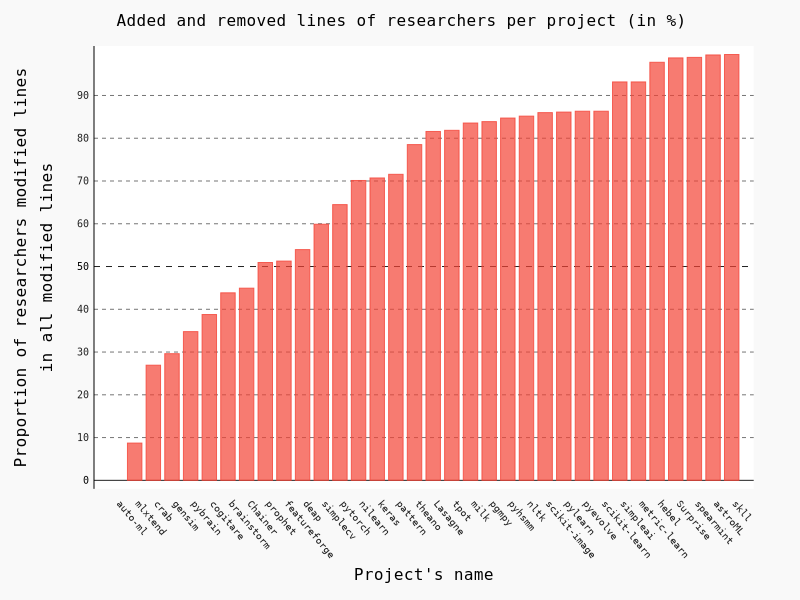 Added and removed lines of researchers per project (in %)
Proportion of researchers modified lines
in all modified lines
90
80
70
60
50
40
30
20
10
0
auto-ml
mlxtend
crab
gensim
pybrain
cogitare
brainstorm
Chainer
prophet
featureforge
deap
simplecv
pytorch
nilearn
keras
pattern
theano
Lasagne
tpot
milk
pgmpy
pyhsmm
nltk
scikit-image
pylearn
pyevolve
scikit-learn
simpleai
metric-learn
hebel
Surprise
spearmint
astroML
skll
Project's name